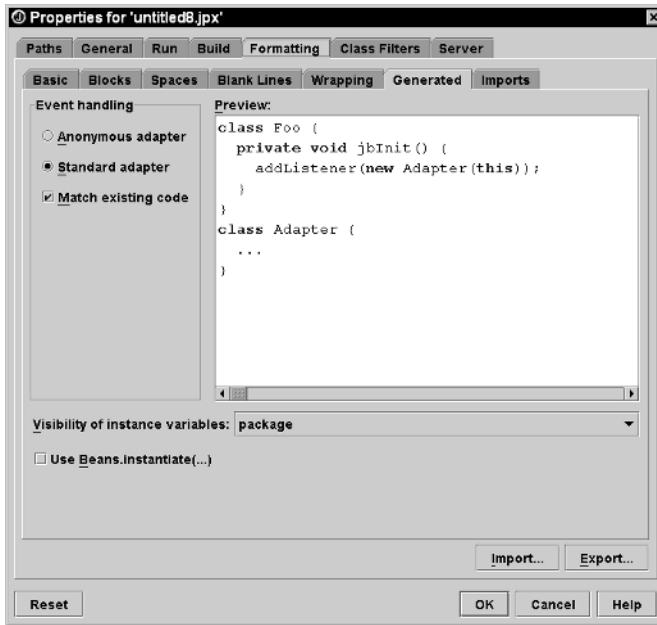 Properties for 'untitled8.jpx'
Paths General Run Build Formatting Class Filters Server
Basic Blocks Spaces Blank Lines Wrapping Generated Imports
Event handling
Anonymous adapter
Standard adapter
Match existing code
Preview:
class Foo {
private void jbInit() {
addListener(new Adapter(this));
}
}
class Adapter {
...
}
Visibility of instance variables: package
Use Beans.instantiate(...)
Import... Export...
Reset OK Cancel Help